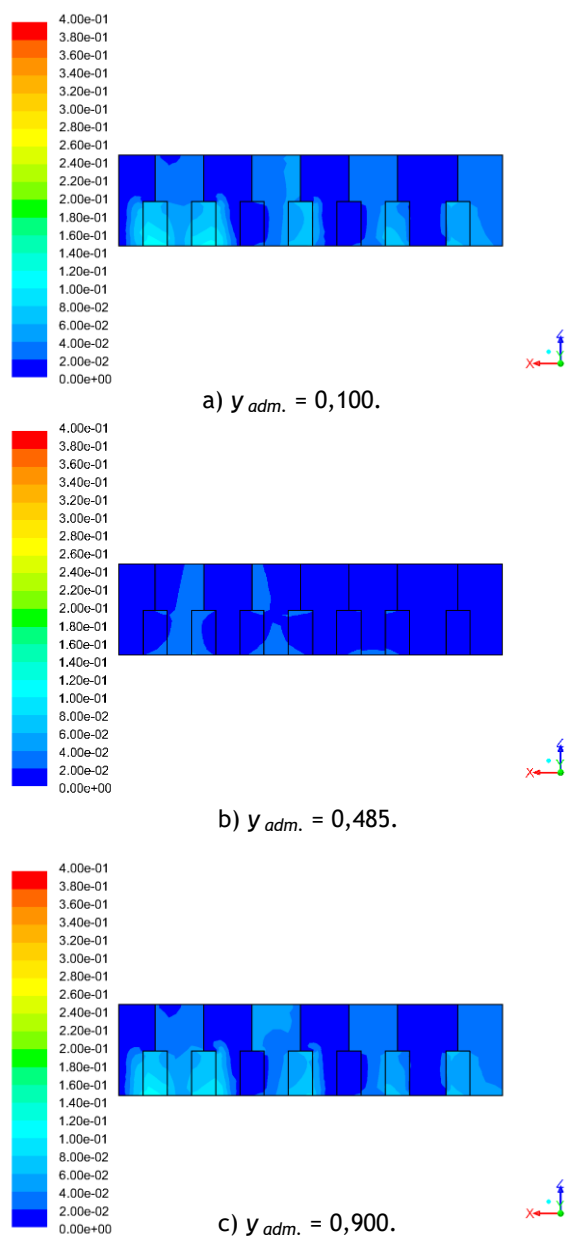 4.00e-01
3.80e-01
3.60e-01
3.40e-01
3.20e-01
3.00e-01
2.80e-01
2.60e-01
2.40e-01
2.20e-01
2.00e-01
1.80e-01
1.60e-01
1.40e-01
1.20e-01
1.00e-01
8.00e-02
6.00e-02
4.00e-02
2.00e-02
0.00e+00
Z
X
Y
a) y adm. = 0,100.
4.00e-01
3.80e-01
3.60e-01
3.40e-01
3.20e-01
3.00e-01
2.80e-01
2.60e-01
2.40e-01
2.20e-01
2.00e-01
1.80e-01
1.60e-01
1.40e-01
1.20e-01
1.00e-01
8.00e-02
6.00e-02
4.00e-02
2.00e-02
0.00e+00
Z
X
Y
b) y adm. = 0,485.
4.00e-01
3.80e-01
3.60e-01
3.40e-01
3.20e-01
3.00e-01
2.80e-01
2.60e-01
2.40e-01
2.20e-01
2.00e-01
1.80e-01
1.60e-01
1.40e-01
1.20e-01
1.00e-01
8.00e-02
6.00e-02
4.00e-02
2.00e-02
0.00e+00
Z
X
Y
c) y adm. = 0,900.